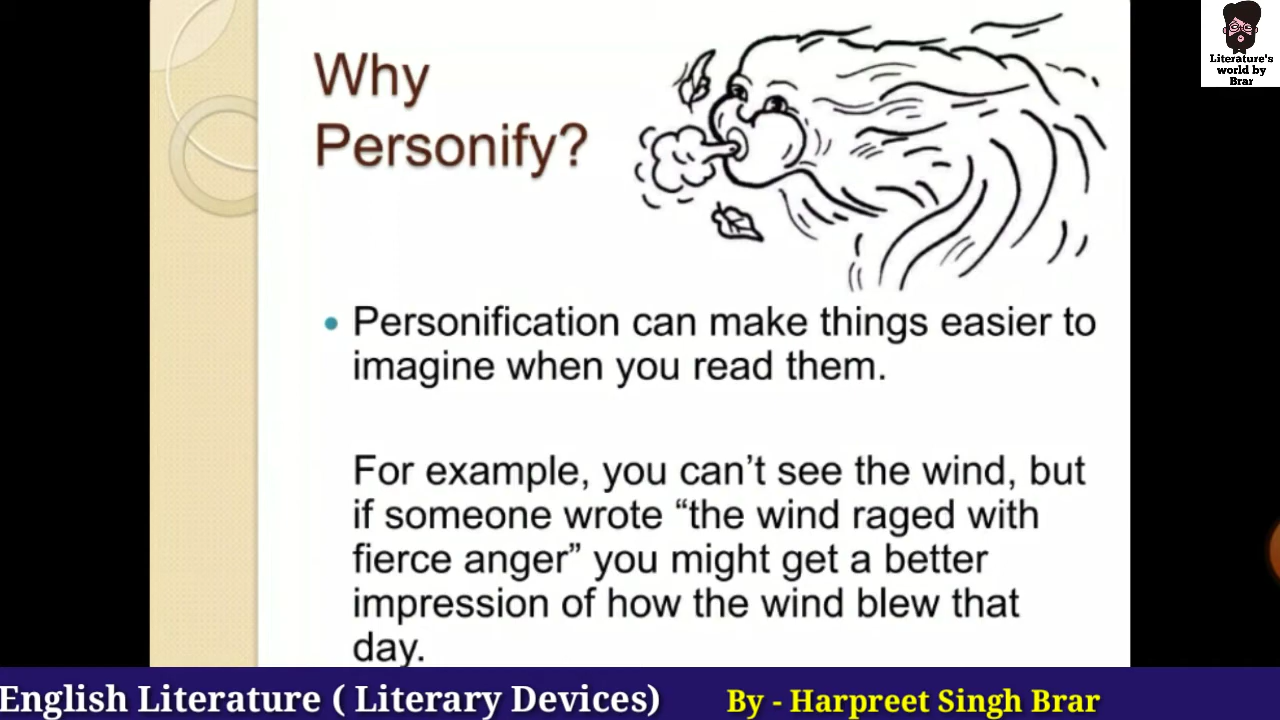 Why
Personify?
Literature's
world by
Brar
• Personification can make things easier to
imagine when you read them.
For example, you can’t see the wind, but
if someone wrote “the wind raged with
fierce anger” you might get a better
impression of how the wind blew that
day.
English Literature ( Literary Devices)
By - Harpreet Singh Brar